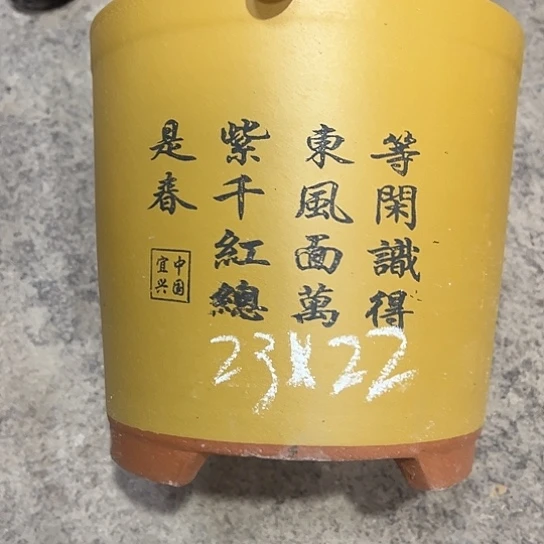 等閑識得
東風面萬
紫千紅總
是春
中国
宜兴
23x22